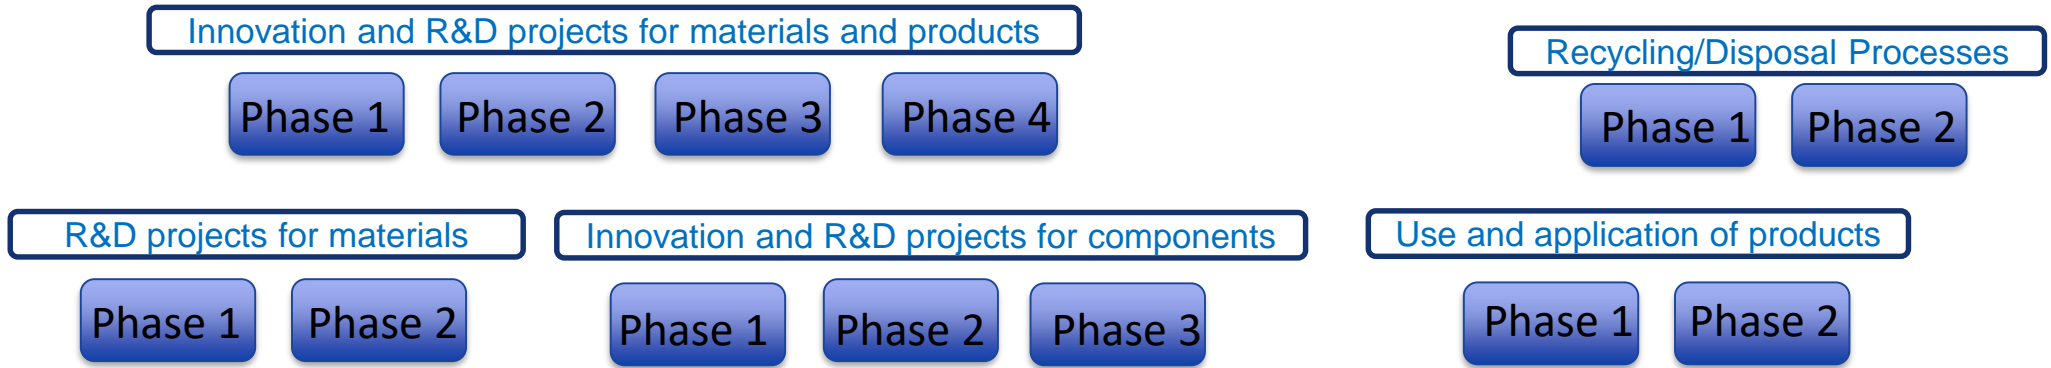 Innovation and R&D projects for materials and products
Phase 1 Phase 2 Phase 3 Phase 4
Recycling/Disposal Processes
Phase 1 Phase 2
R&D projects for materials
Phase 1 Phase 2
Innovation and R&D projects for components
Phase 1 Phase 2 Phase 3
Use and application of products
Phase 1 Phase 2